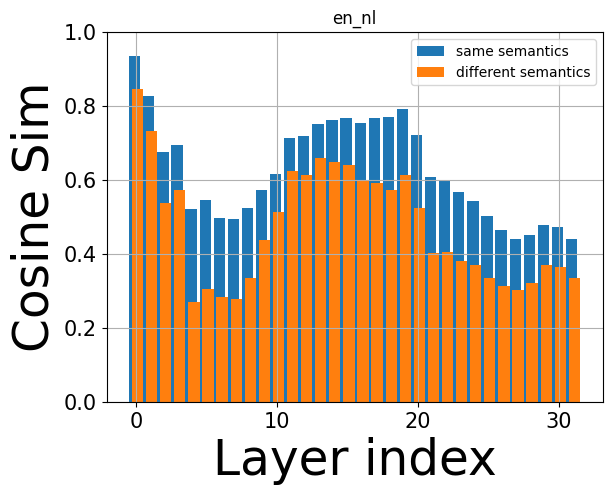 en_nl
same semantics
different semantics
Cosine Sim
1.0
0.8
0.6
0.4
0.2
0.0
0 10 20 30
Layer index